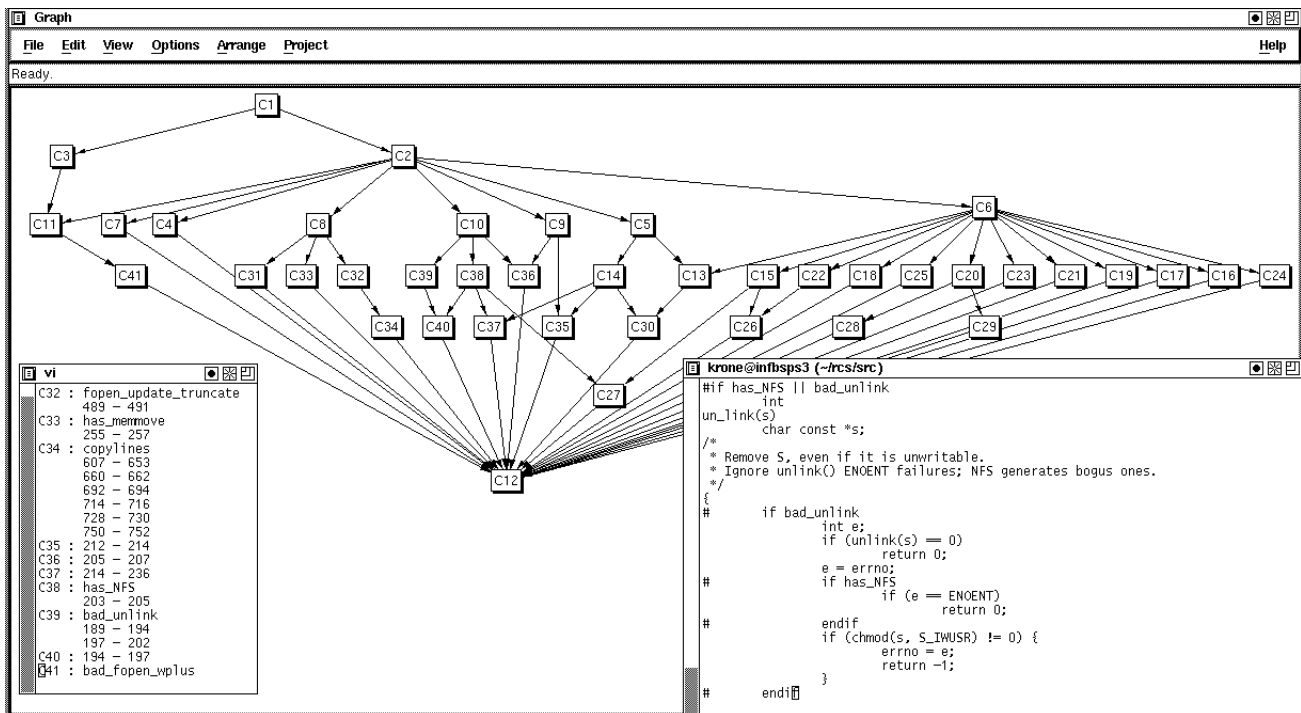 Graph
File Edit View Options Arrange Project Help
Ready.
C1
C3 C2
C6
C11 C7 C4 C8 C10 C9 C5
C41 C31 C33 C32 C39 C38 C36 C14 C13 C15 C22 C18 C25 C20 C23 C21 C19 C17 C16 C24
C34 C40 C37 C35 C30 C26 C28 C29
C27
C12
vi
C32 : fopen_update_truncate
489 – 491
C33 : has_memmove
255 – 257
C34 : copylines
607 – 653
660 – 662
692 – 694
714 – 716
728 – 730
750 – 752
C35 : 212 – 214
C36 : 205 – 207
C37 : 214 – 236
C38 : has_NFS
203 – 205
C39 : bad_unlink
189 – 194
197 – 202
C40 : 194 – 197
C41 : bad_fopen_wplus
krone@infbsps3 (~/rcs/src)
#if has_NFS || bad_unlink
int
un_link(s)
char const *s;
/*
* Remove S, even if it is unwritable.
* Ignore unlink() ENOENT failures; NFS generates bogus ones.
*/
{
# if bad_unlink
int e;
if (unlink(s) == 0)
return 0;
e = errno;
# if has_NFS
if (e == ENOENT)
return 0;
# endif
if (chmod(s, S_IWUSR) != 0) {
errno = e;
return –1;
}
# endif